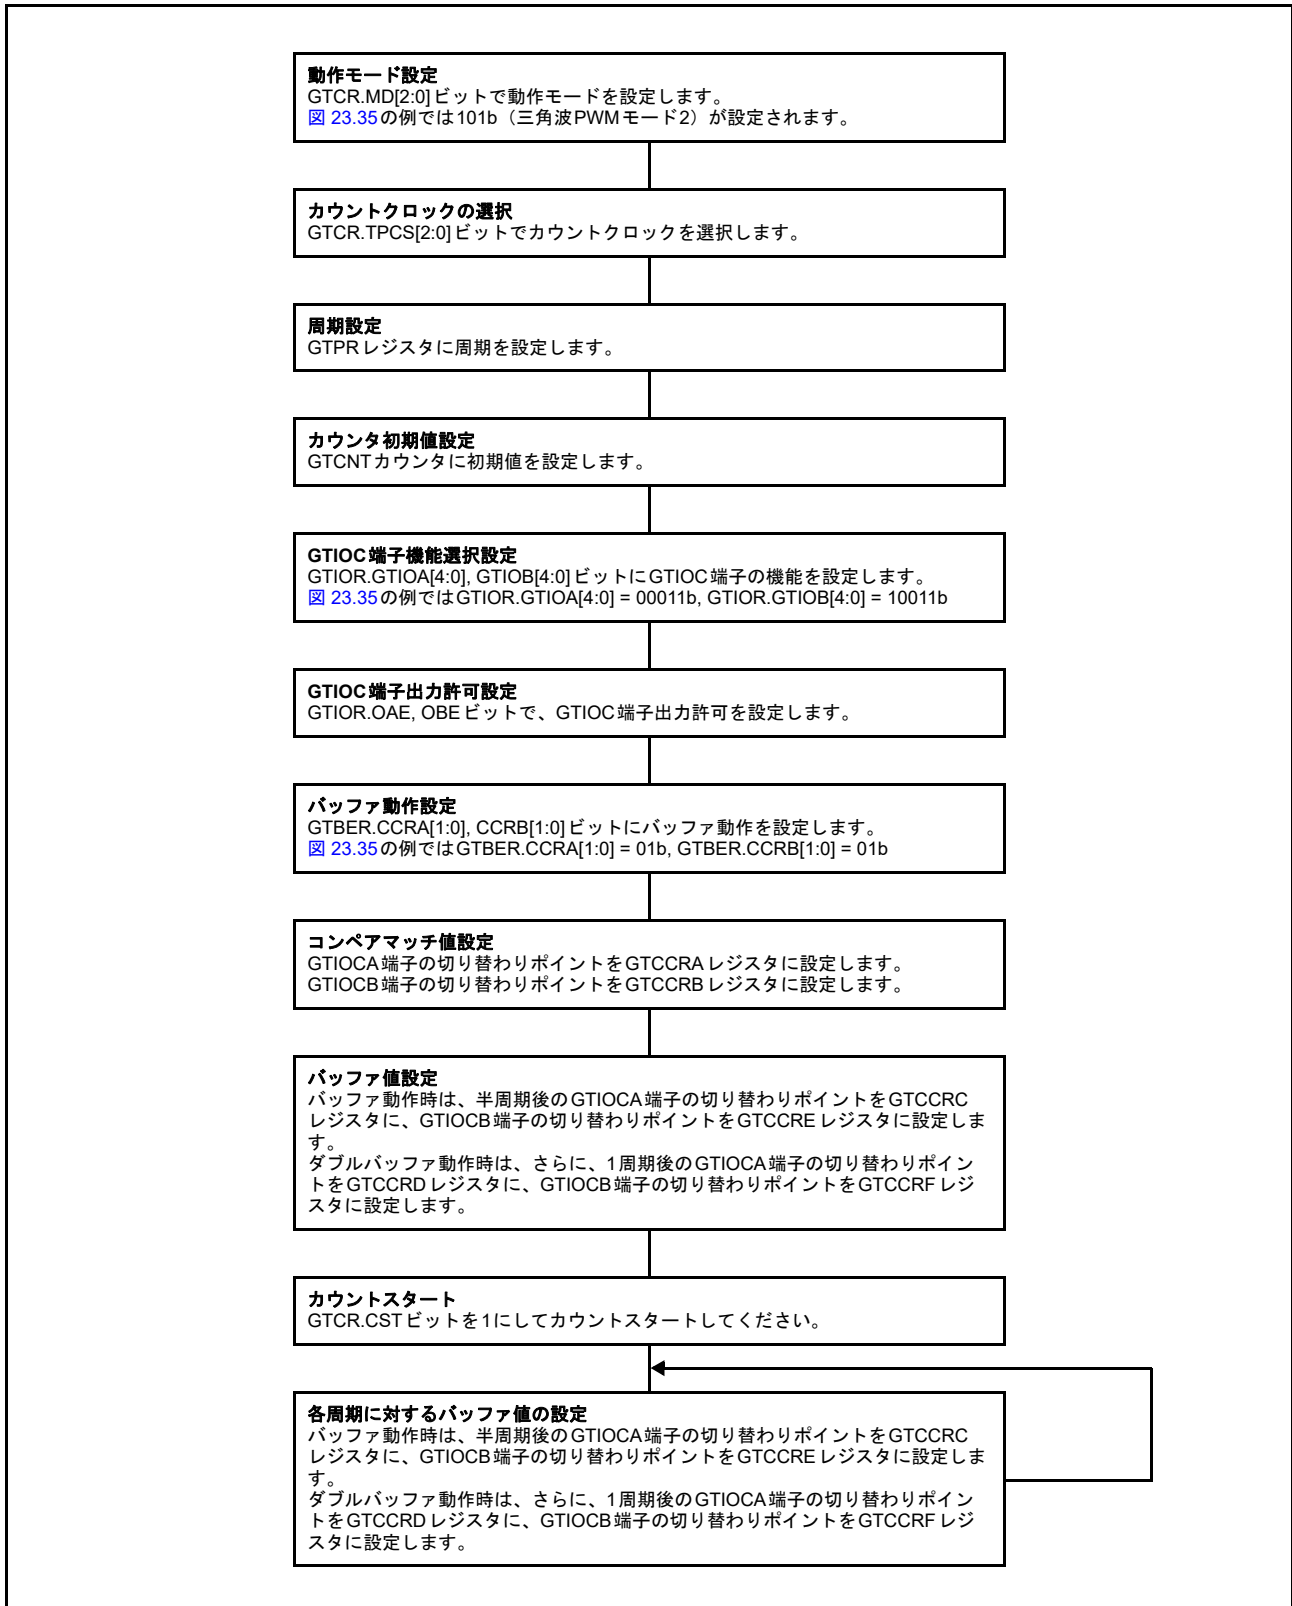 動作モード設定
GTCR.MD[2:0]ビットで動作モードを設定します。
図 23.35の例では101b（三角波PWMモード2）が設定されます。
カウントクロックの選択
GTCR.TPCS[2:0]ビットでカウントクロックを選択します。
周期設定
GTPRレジスタに周期を設定します。
カウンタ初期値設定
GTCNTカウンタに初期値を設定します。
GTIOC端子機能選択設定
GTIOR.GTIOA[4:0], GTIOB[4:0]ビットにGTIOC端子の機能を設定します。
図 23.35の例ではGTIOR.GTIOA[4:0] = 00011b, GTIOR.GTIOB[4:0] = 10011b
GTIOC端子出力許可設定
GTIOR.OAE, OBEビットで、GTIOC端子出力許可を設定します。
バッファ動作設定
GTBER.CCRA[1:0], CCRB[1:0]ビットにバッファ動作を設定します。
図 23.35の例ではGTBER.CCRA[1:0] = 01b, GTBER.CCRB[1:0] = 01b
コンペアマッチ値設定
GTIOCA端子の切り替わりポイントをGTCCRAレジスタに設定します。
GTIOCB端子の切り替わりポイントをGTCCRBレジスタに設定します。
バッファ値設定
バッファ動作時は、半周期後のGTIOCA端子の切り替わりポイントをGTCCRC
レジスタに、GTIOCB端子の切り替わりポイントをGTCCREレジスタに設定しま
す。
ダブルバッファ動作時は、さらに、1周期後のGTIOCA端子の切り替わりポイン
トをGTCCRDレジスタに、GTIOCB端子の切り替わりポイントをGTCCRFレジ
スタに設定します。
カウントスタート
GTCR.CSTビットを1にしてカウントスタートしてください。
各周期に対するバッファ値の設定
バッファ動作時は、半周期後のGTIOCA端子の切り替わりポイントをGTCCRC
レジスタに、GTIOCB端子の切り替わりポイントをGTCCREレジスタに設定しま
す。
ダブルバッファ動作時は、さらに、1周期後のGTIOCA端子の切り替わりポイン
トをGTCCRDレジスタに、GTIOCB端子の切り替わりポイントをGTCCRFレジ
スタに設定します。